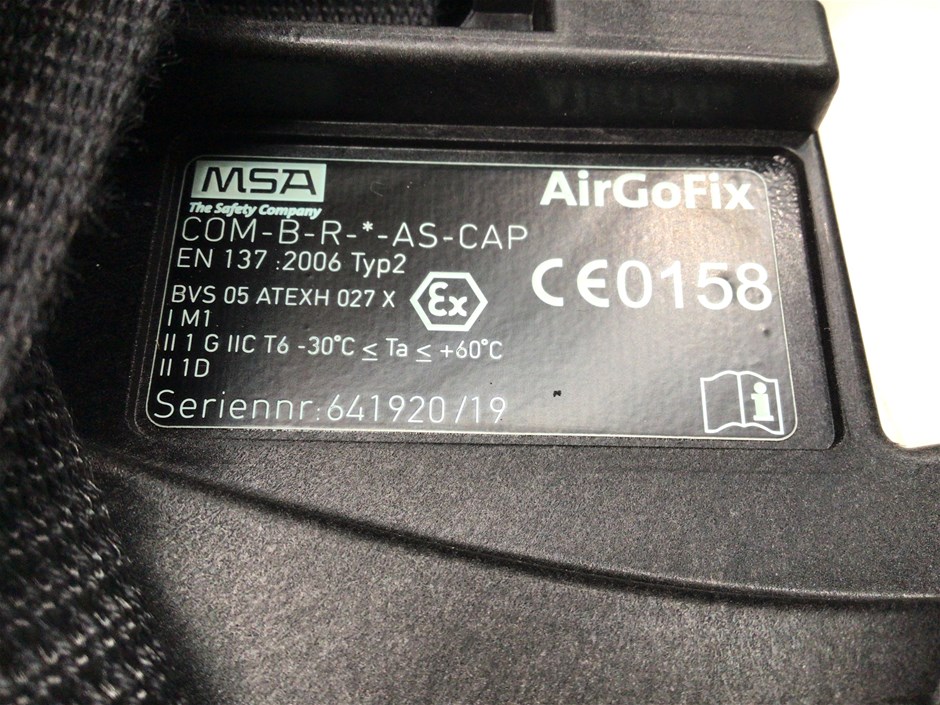 MSA
The Safety Company
AirGoFix
COM-B-R-*-AS-CAP
EN 137 :2006 Typ2
CE0158
BVS 05 ATEXH 027 X
Ex
I M1
II 1 G IIC T6 -30°C ≤ Ta ≤ +60°C
II 1D
Seriennr:641920/19
i